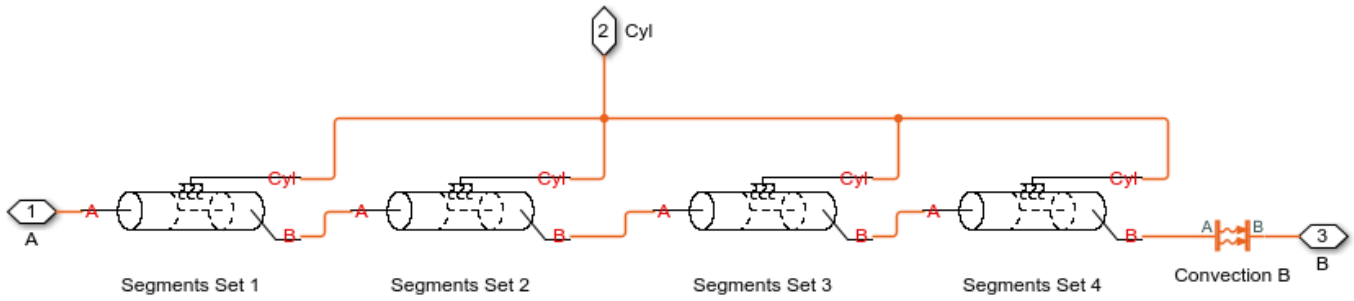 2 Cyl
Cyl Cyl Cyl Cyl
1 A A A A A B
A B B B B 3
B
Segments Set 1 Segments Set 2 Segments Set 3 Segments Set 4 Convection B